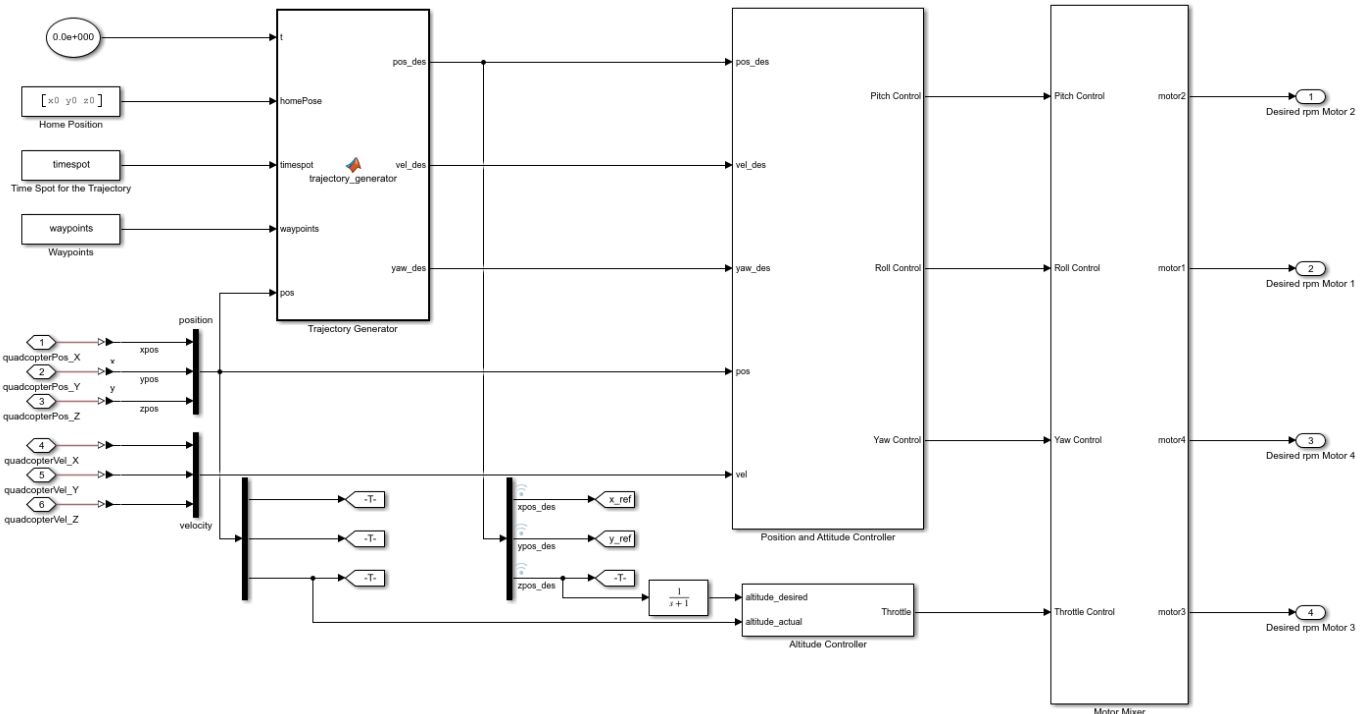 0.0e+000
t
[x0 y0 z0]
Home Position
homePose
timespot
Time Spot for the Trajectory
timespot
waypoints
Waypoints
waypoints
pos
trajectory_generator
pos_des
vel_des
yaw_des
Trajectory Generator
position
1
quadcopterPos_X
x
xpos
2
quadcopterPos_Y
y
ypos
3
quadcopterPos_Z
zpos
4
quadcopterVel_X
5
quadcopterVel_Y
6
quadcopterVel_Z
velocity
-T-
-T-
-T-
xpos_des
x_ref
ypos_des
y_ref
zpos_des
-T-
1
s + 1
pos_des
vel_des
yaw_des
pos
vel
Pitch Control
Roll Control
Yaw Control
Position and Attitude Controller
altitude_desired
altitude_actual
Throttle
Altitude Controller
Pitch Control
Roll Control
Yaw Control
Throttle Control
motor2
motor1
motor4
motor3
Motor Mixer
1
Desired rpm Motor 2
2
Desired rpm Motor 1
3
Desired rpm Motor 4
4
Desired rpm Motor 3